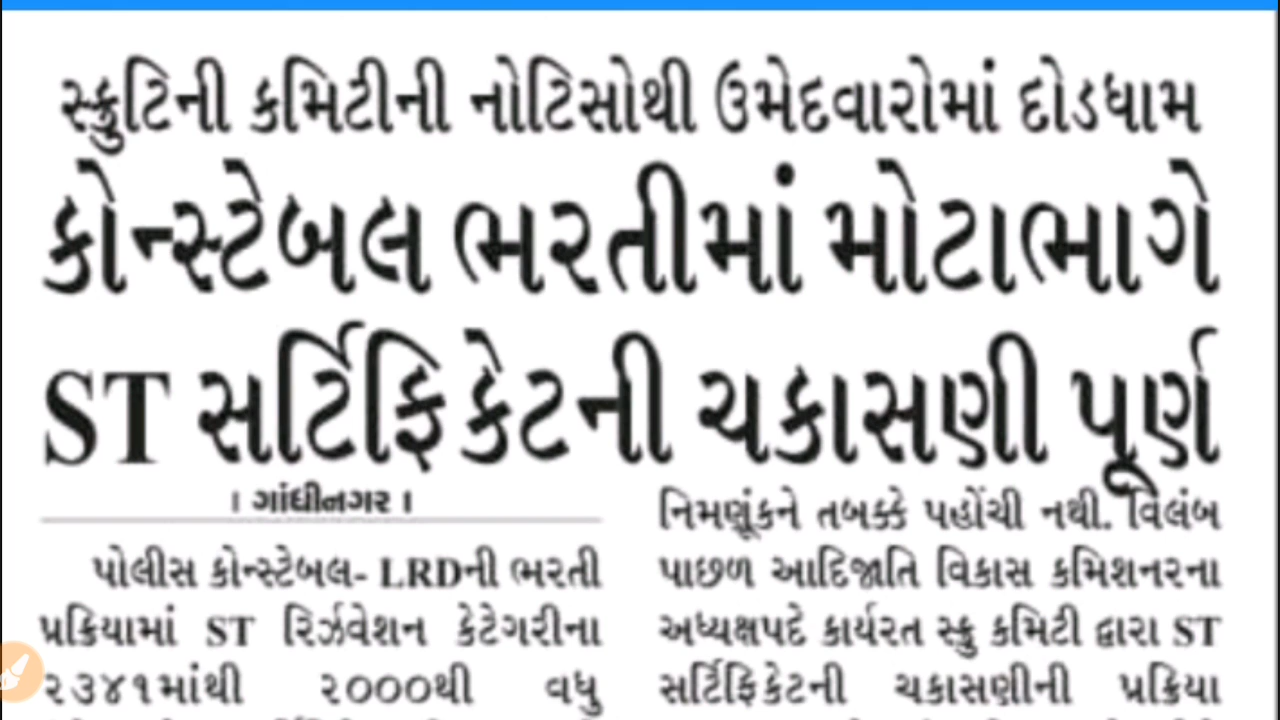 સ્ક્રુટિની કમિટીની નોટિસોથી ઉમેદવારોમાં દોડધામ
કોન્સ્ટેબલ ભરતીમાં મોટાભાગે
ST સર્ટિફિકેટની ચકાસણી પૂર્ણ
। ગાંધીનગર ।
પોલીસ કોન્સ્ટેબલ- LRDની ભરતી
પ્રક્રિયામાં ST રિર્ઝવેશન કેટેગરીના
૨૩૪૧માંથી ૨૦૦૦થી વધુ
નિમણૂંકને તબક્કે પહોંચી નથી. વિલંબ
પાછળ આદિજાતિ વિકાસ કમિશનરના
અધ્યક્ષપદે કાર્યરત સ્ક્રુ કમિટી દ્વારા ST
સર્ટિફિકેટની ચકાસણીની પ્રક્રિયા